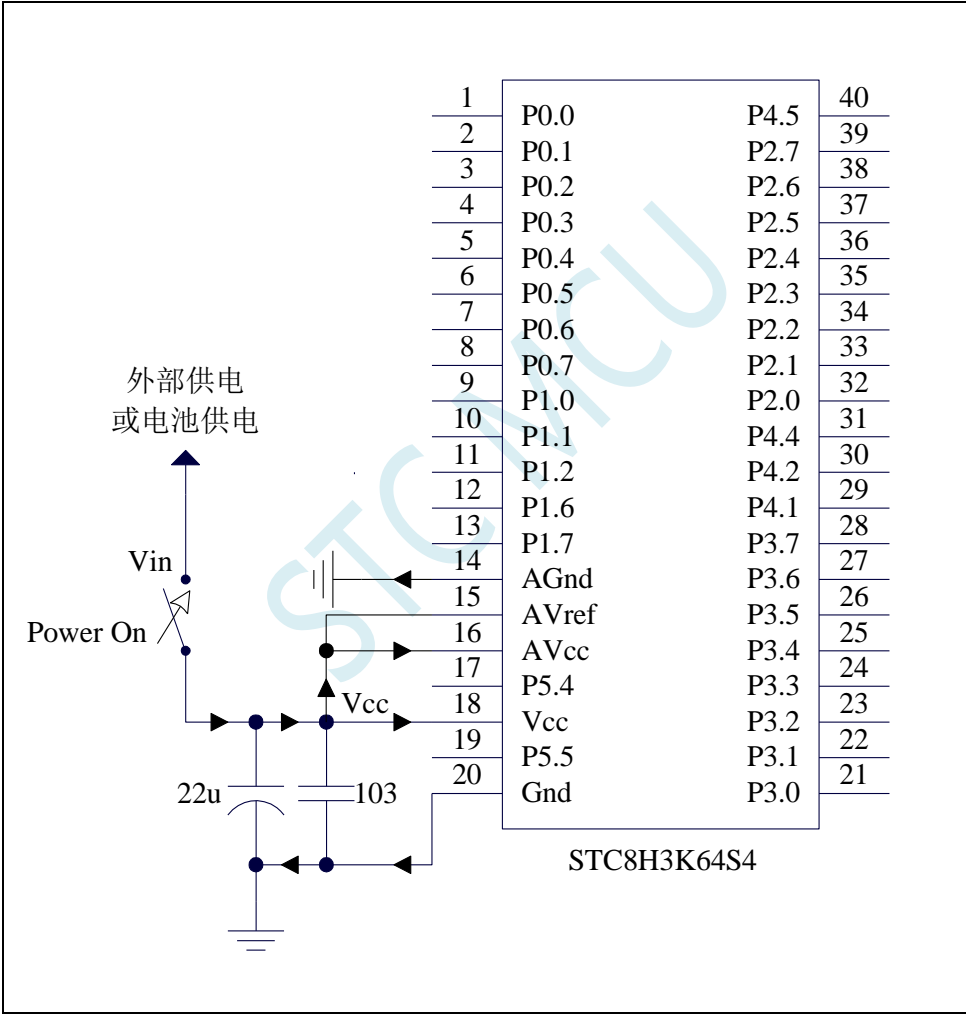 1 P0.0 P4.5 40
2 P0.1 P2.7 39
3 P0.2 P2.6 38
4 P0.3 P2.5 37
5 P0.4 P2.4 36
6 P0.5 P2.3 35
7 P0.6 P2.2 34
8 P0.7 P2.1 33
9 P1.0 P2.0 32
10 P1.1 P4.4 31
11 P1.2 P4.2 30
12 P1.6 P4.1 29
13 P1.7 P3.7 28
14 AGnd P3.6 27
15 AVref P3.5 26
16 AVcc P3.4 25
17 P5.4 P3.3 24
18 Vcc P3.2 23
19 P5.5 P3.1 22
20 Gnd P3.0 21
STC8H3K64S4
外部供电
或电池供电
Vin
Power On
Vcc
22u
103
STC MCU